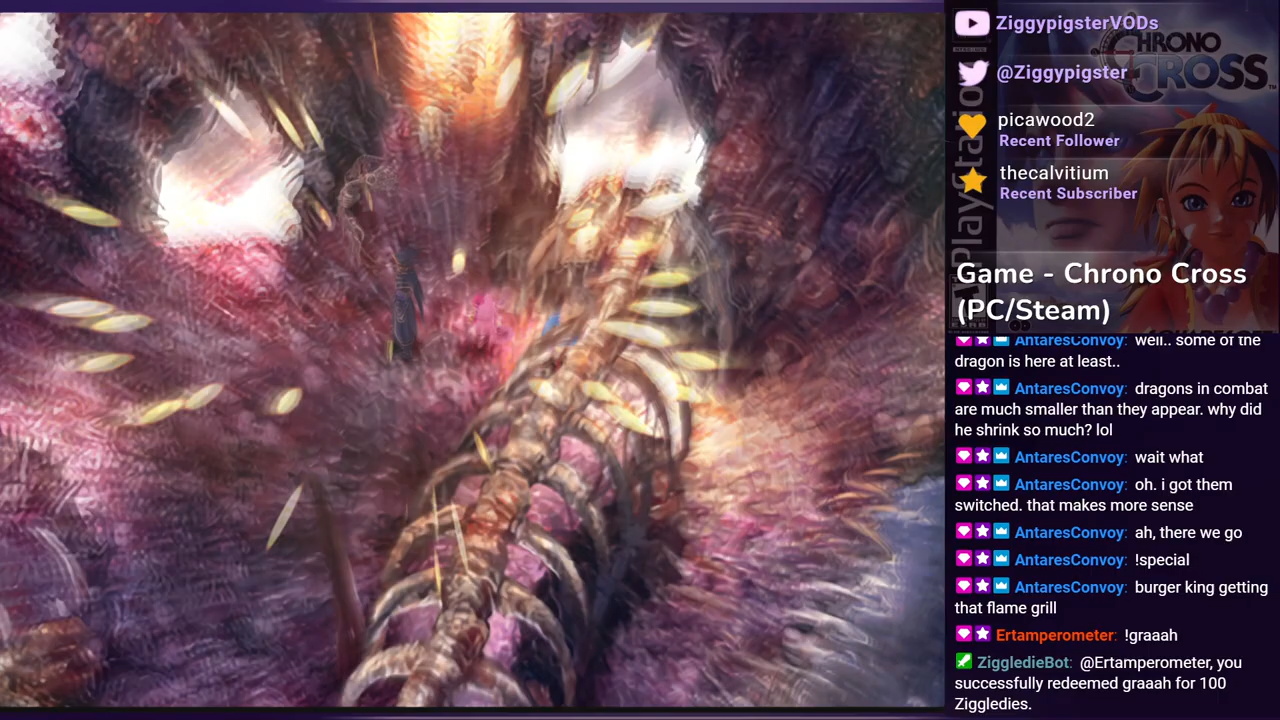 ZiggypigsterVODs
@Ziggypigster
picawood2
Recent Follower
thecalvitium
Recent Subscriber
CHRONO
CROSS
PlayStation
Game - Chrono Cross
(PC/Steam)
AntaresConvoy: well.. some of the
dragon is here at least..
AntaresConvoy: dragons in combat
are much smaller than they appear. why did
he shrink so much? lol
AntaresConvoy: wait what
AntaresConvoy: oh. i got them
switched. that makes more sense
AntaresConvoy: ah, there we go
AntaresConvoy: !special
AntaresConvoy: burger king getting
that flame grill
Ertamperometer: !graaah
ZiggledieBot: @Ertamperometer, you
successfully redeemed graaah for 100
Ziggledies.